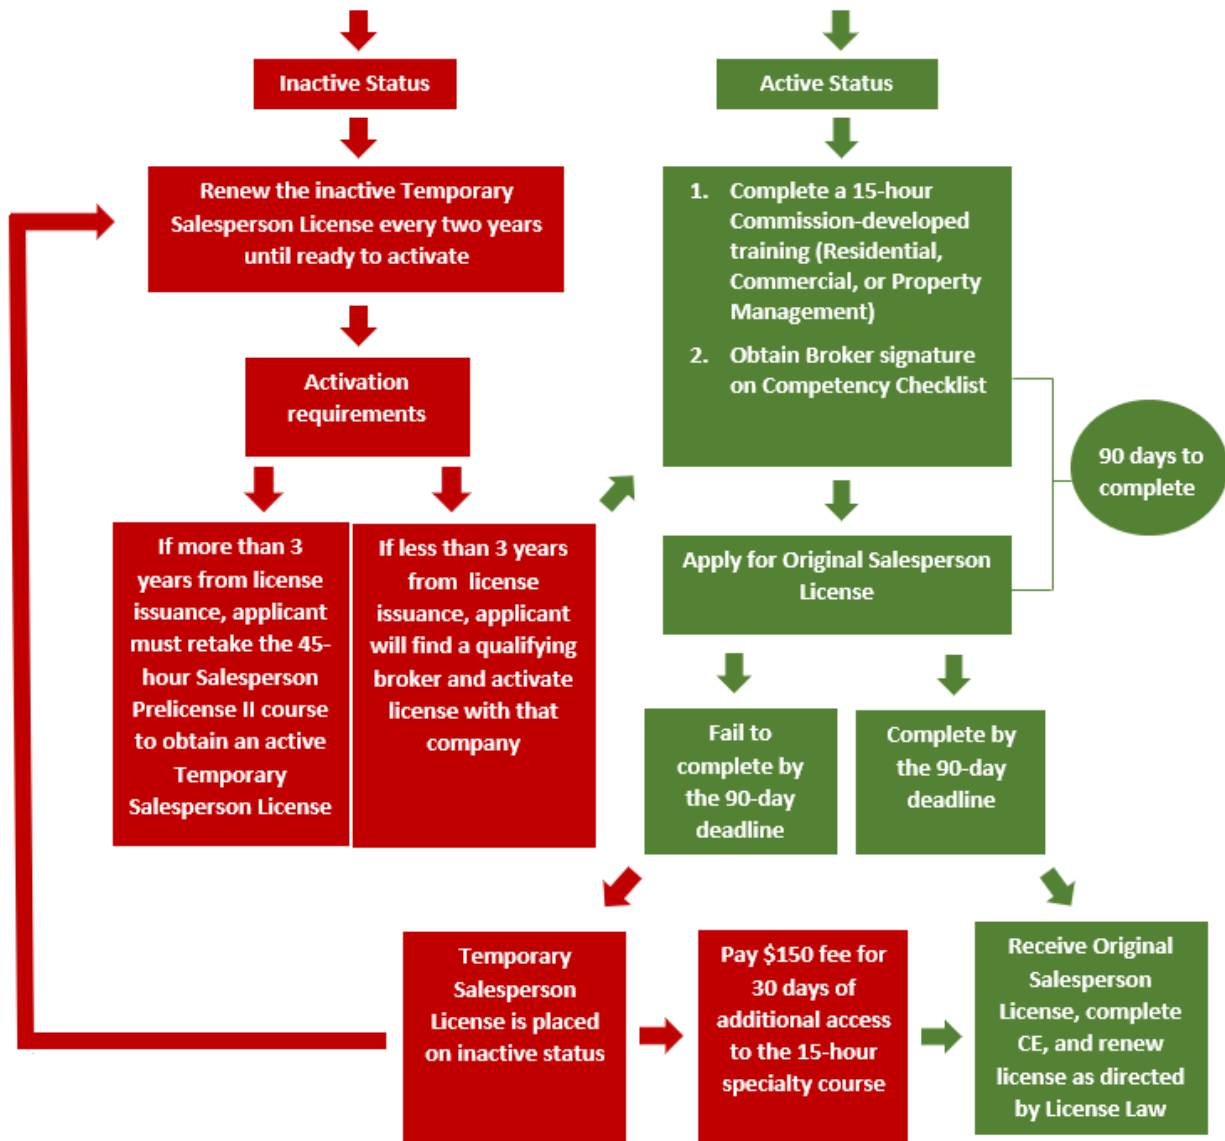 Inactive Status
Active Status
Renew the inactive Temporary
Salesperson License every two years
until ready to activate
1. Complete a 15-hour
Commission-developed
training (Residential,
Commercial, or Property
Management)
2. Obtain Broker signature
on Competency Checklist
Activation
requirements
90 days to
complete
If more than 3
years from license
issuance, applicant
must retake the 45-
hour Salesperson
Prelicense II course
to obtain an active
Temporary
Salesperson License
If less than 3 years
from license
issuance, applicant
will find a qualifying
broker and activate
license with that
company
Apply for Original Salesperson
License
Fail to
complete by
the 90-day
deadline
Complete by
the 90-day
deadline
Temporary
Salesperson
License is placed
on inactive status
Pay $150 fee for
30 days of
additional access
to the 15-hour
specialty course
Receive Original
Salesperson
License, complete
CE, and renew
license as directed
by License Law